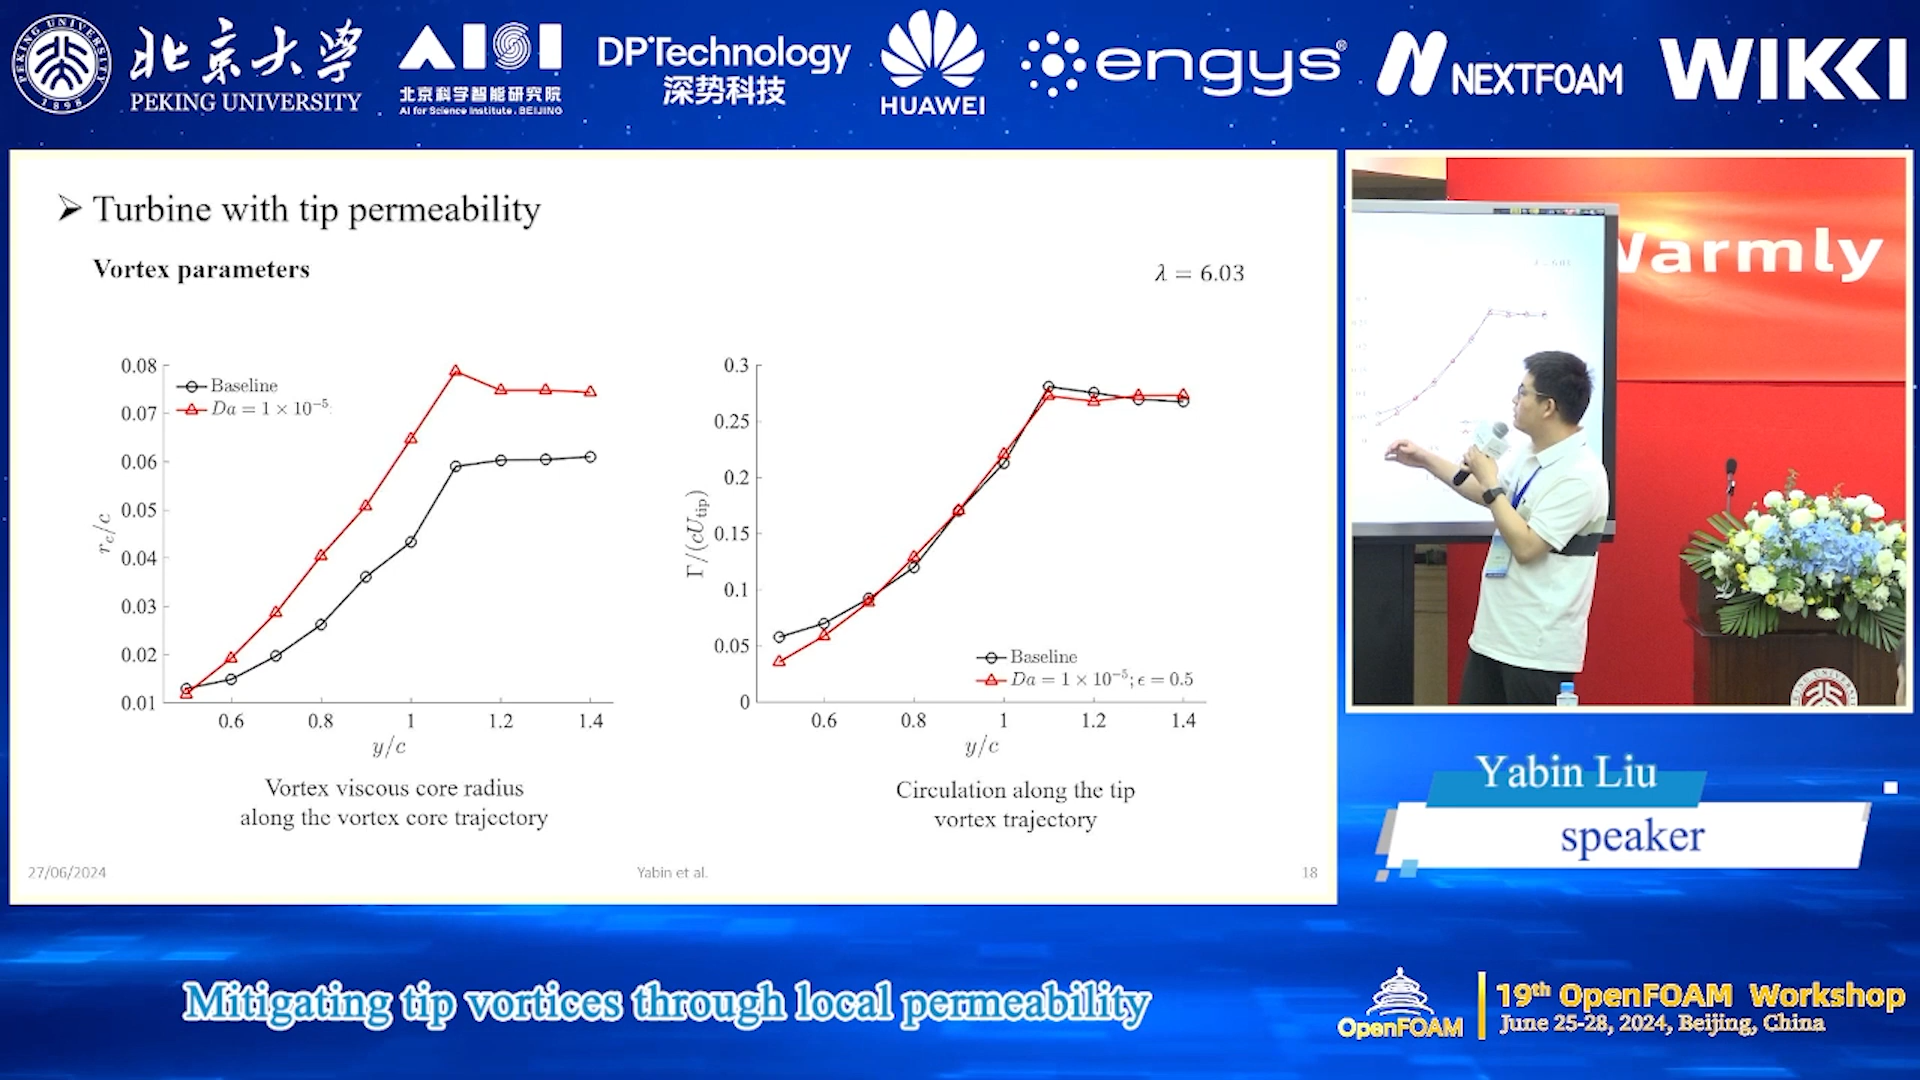 PEKING UNIVERSITY
1898
北京大学
PEKING UNIVERSITY
AISI
北京科学智能研究院
AI for Science Institute, BEIJING
DP Technology
深势科技
HUAWEI
engys®
NEXTFOAM
WIKKI
Turbine with tip permeability
Vortex parameters
λ = 6.03
0.08
0.07
0.06
0.05
0.04
0.03
0.02
0.01
r_c/c
Baseline
Da = 1 × 10⁻⁵;
0.6
0.8
1
1.2
1.4
y/c
Vortex viscous core radius
along the vortex core trajectory
0.3
0.25
0.2
0.15
0.1
0.05
0
Γ/(cU_tip)
Baseline
Da = 1 × 10⁻⁵; ϵ = 0.5
0.6
0.8
1
1.2
1.4
y/c
Circulation along the tip
vortex trajectory
27/06/2024
Yabin et al.
18
Warmly
Yabin Liu
speaker
Mitigating tip vortices through local permeability
OpenFOAM
19th OpenFOAM Workshop
June 25-28, 2024, Beijing, China